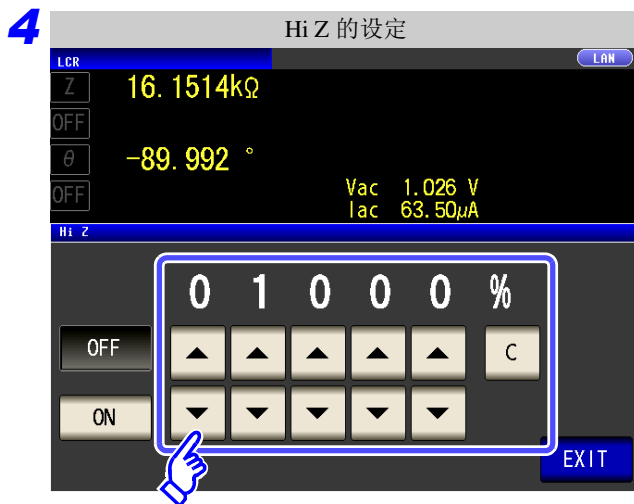 4
Hi Z 的设定
LCR
LAN
Z 16.1514kΩ
OFF
θ -89.992 °
OFF
Vac 1.026 V
Iac 63.50μA
Hi Z
0 1 0 0 0 %
OFF
C
ON
EXIT